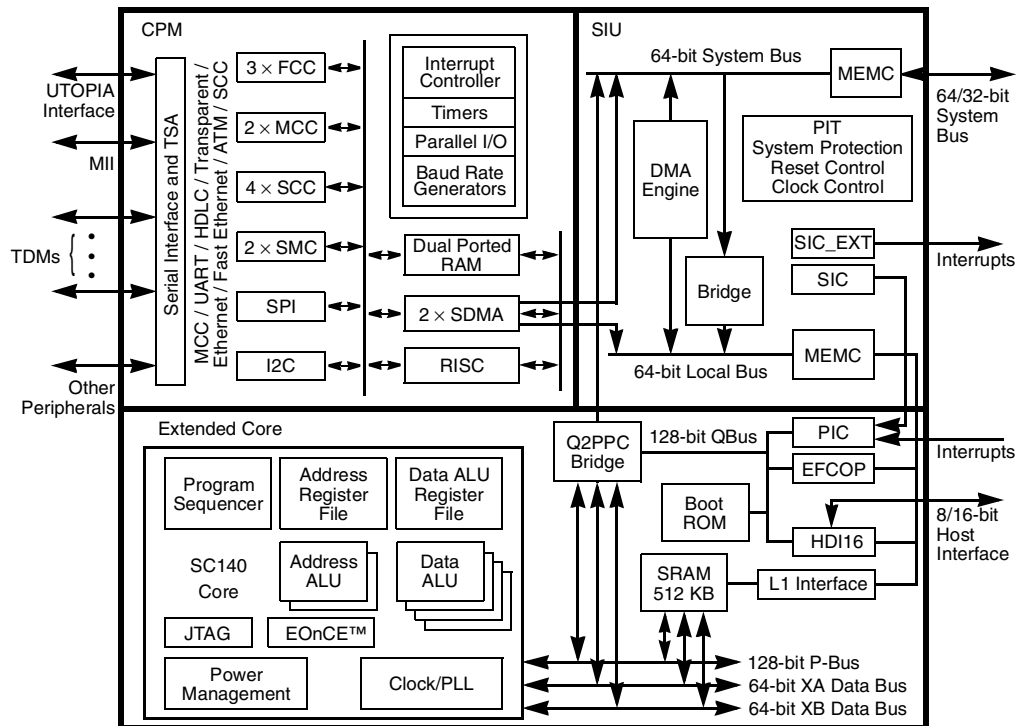 CPM
SIU
UTOPIA
Interface
MII
TDMs
Other
Peripherals
Serial Interface and TSA
MCC / UART / HDLC / Transparent /
Ethernet / Fast Ethernet / ATM / SCC
3 × FCC
2 × MCC
4 × SCC
2 × SMC
SPI
I2C
Interrupt
Controller
Timers
Parallel I/O
Baud Rate
Generators
Dual Ported
RAM
2 × SDMA
RISC
64-bit System Bus
MEMC
64/32-bit
System
Bus
DMA
Engine
PIT
System Protection
Reset Control
Clock Control
SIC_EXT
Interrupts
SIC
Bridge
64-bit Local Bus
MEMC
Extended Core
Program
Sequencer
Address
Register
File
Data ALU
Register
File
SC140
Core
Address
ALU
Data
ALU
JTAG
EOnCE™
Power
Management
Clock/PLL
Q2PPC
Bridge
128-bit QBus
PIC
Interrupts
EFCOP
Boot
ROM
HDI16
8/16-bit
Host
Interface
SRAM
512 KB
L1 Interface
128-bit P-Bus
64-bit XA Data Bus
64-bit XB Data Bus